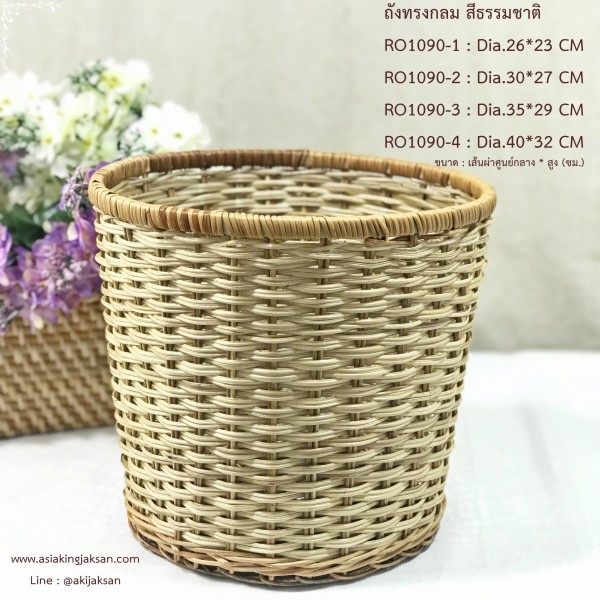 ถังทรงกลม สีธรรมชาติ
RO1090-1 : Dia.26*23 CM
RO1090-2 : Dia.30*27 CM
RO1090-3 : Dia.35*29 CM
RO1090-4 : Dia.40*32 CM
ขนาด : เส้นผ่าศูนย์กลาง * สูง (ซม.)
www.asiakingjaksan.com
Line : @akijaksan